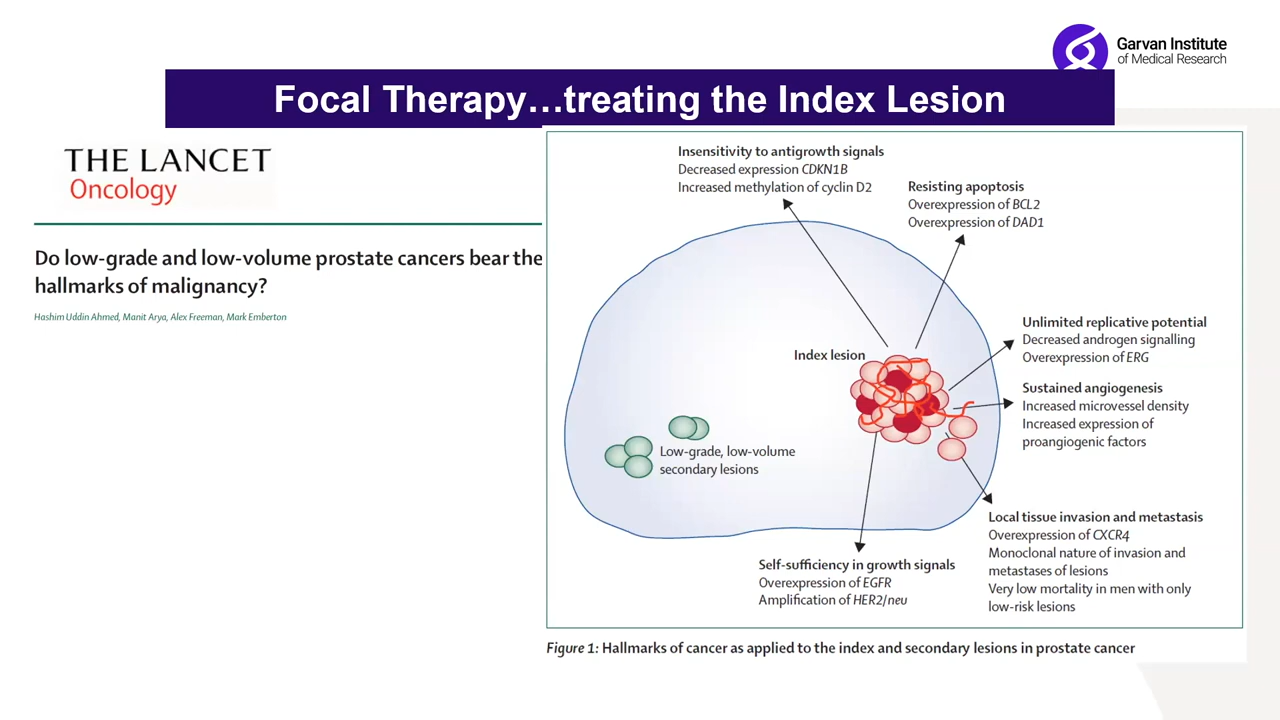 Garvan Institute
of Medical Research
Focal Therapy…treating the Index Lesion
THE LANCET
Oncology
Do low-grade and low-volume prostate cancers bear the
hallmarks of malignancy?
Hashim Uddin Ahmed, Manit Arya, Alex Freeman, Mark Emberton
Insensitivity to antigrowth signals
Decreased expression CDKN1B
Increased methylation of cyclin D2
Resisting apoptosis
Overexpression of BCL2
Overexpression of DAD1
Unlimited replicative potential
Decreased androgen signalling
Overexpression of ERG
Index lesion
Sustained angiogenesis
Increased microvessel density
Increased expression of
proangiogenic factors
Low-grade, low-volume
secondary lesions
Local tissue invasion and metastasis
Overexpression of CXCR4
Monoclonal nature of invasion and
metastases of lesions
Very low mortality in men with only
low-risk lesions
Self-sufficiency in growth signals
Overexpression of EGFR
Amplification of HER2/neu
Figure 1: Hallmarks of cancer as applied to the index and secondary lesions in prostate cancer